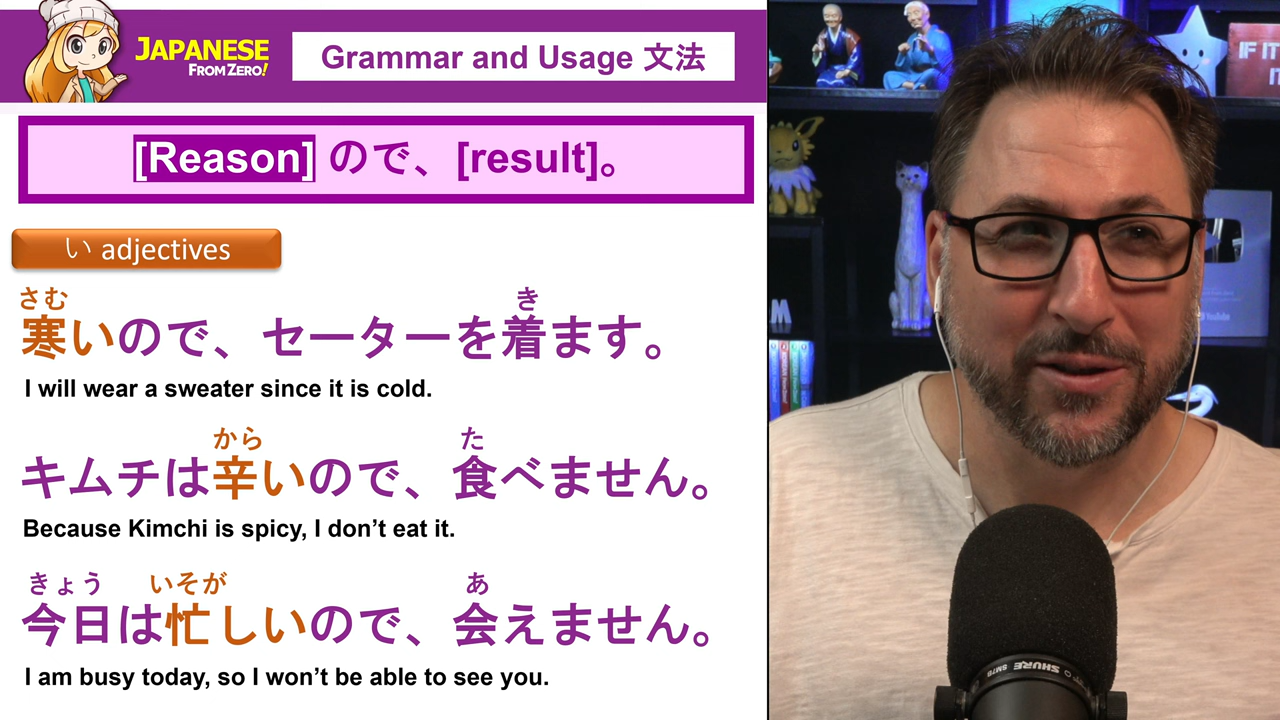 JAPANESE
FROM ZERO!
Grammar and Usage 文法
[Reason] ので、[result]。
い adjectives
さむ き
寒いので、セーターを着ます。
I will wear a sweater since it is cold.
から た
キムチは辛いので、食べません。
Because Kimchi is spicy, I don’t eat it.
きょう いそが あ
今日は忙しいので、会えません。
I am busy today, so I won’t be able to see you.
IF IT
M
YouTube
SHURE SM7B